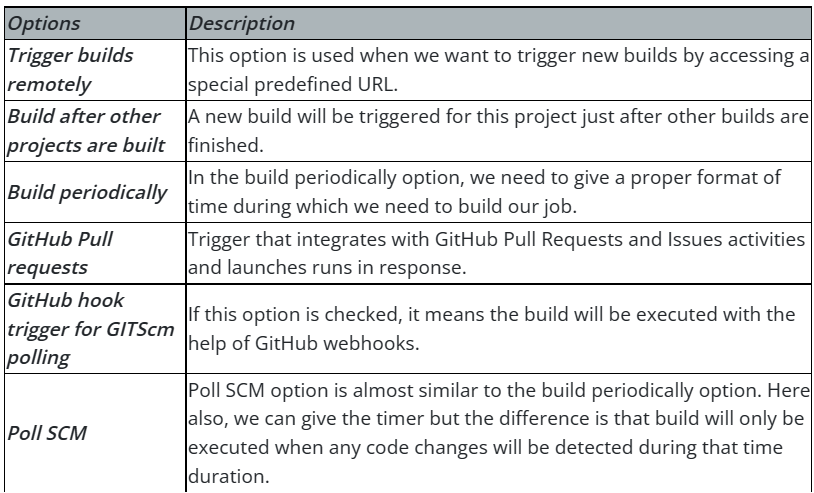 Options Description
Trigger builds
remotely
This option is used when we want to trigger new builds by accessing a
special predefined URL.
Build after other
projects are built
A new build will be triggered for this project just after other builds are
finished.
Build periodically
In the build periodically option, we need to give a proper format of
time during which we need to build our job.
GitHub Pull
requests
Trigger that integrates with GitHub Pull Requests and Issues activities
and launches runs in response.
GitHub hook
trigger for GITScm
polling
If this option is checked, it means the build will be executed with the
help of GitHub webhooks.
Poll SCM
Poll SCM option is almost similar to the build periodically option. Here
also, we can give the timer but the difference is that build will only be
executed when any code changes will be detected during that time
duration.